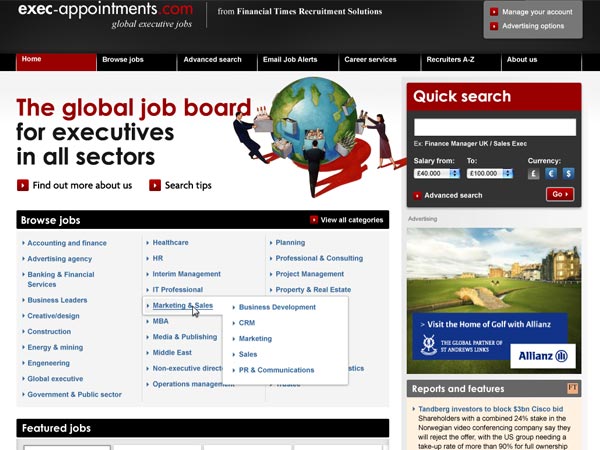 exec-appointments.com
global executive jobs
from Financial Times Recruitment Solutions
Manage your account
Advertising options
Home
Browse jobs
Advanced search
Email Job Alerts
Career services
Recruiters A-Z
About us
The global job board
for executives
in all sectors
Find out more about us
Search tips
Quick search
Ex: Finance Manager UK / Sales Exec
Salary from:
To:
Currency:
£40.000
£100.000
£
€
$
Advanced search
Go
Advertising
Browse jobs
View all categories
Accounting and finance
Advertising agency
Banking & Financial
Services
Business Leaders
Creative/design
Construction
Energy & mining
Engeneering
Global executive
Government & Public sector
Healthcare
HR
Interim Management
IT Professional
Marketing & Sales
MBA
Media & Publishing
Middle East
Non-executive direc
Operations management
Planning
Professional & Consulting
Project Management
Property & Real Estate
Business Development
CRM
Marketing
Sales
PR & Communications
istics
Trustee
› Visit the Home of Golf with Allianz
THE GLOBAL PARTNER OF
ST ANDREWS LINKS
Allianz
Reports and features
FT
Tandberg investors to block $3bn Cisco bid
Shareholders with a combined 24% stake in the
Norwegian video conferencing company say they
will reject the offer, with the US group needing a
take-up rate of more than 90% for full ownership
Featured jobs